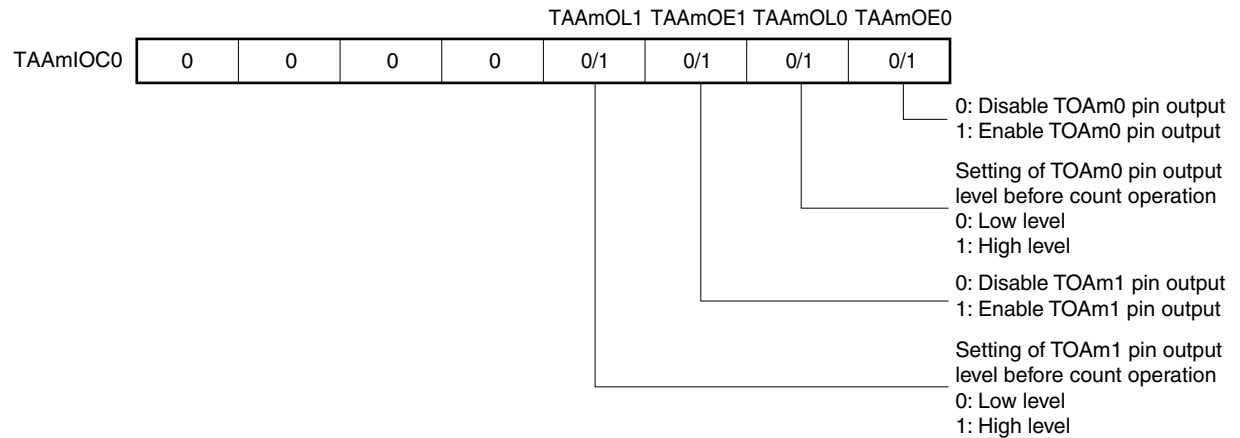 TAAmOL1 TAAmOE1 TAAmOL0 TAAmOE0
TAAmIOC0 0 0 0 0 0/1 0/1 0/1 0/1
0: Disable TOAm0 pin output
1: Enable TOAm0 pin output
Setting of TOAm0 pin output
level before count operation
0: Low level
1: High level
0: Disable TOAm1 pin output
1: Enable TOAm1 pin output
Setting of TOAm1 pin output
level before count operation
0: Low level
1: High level